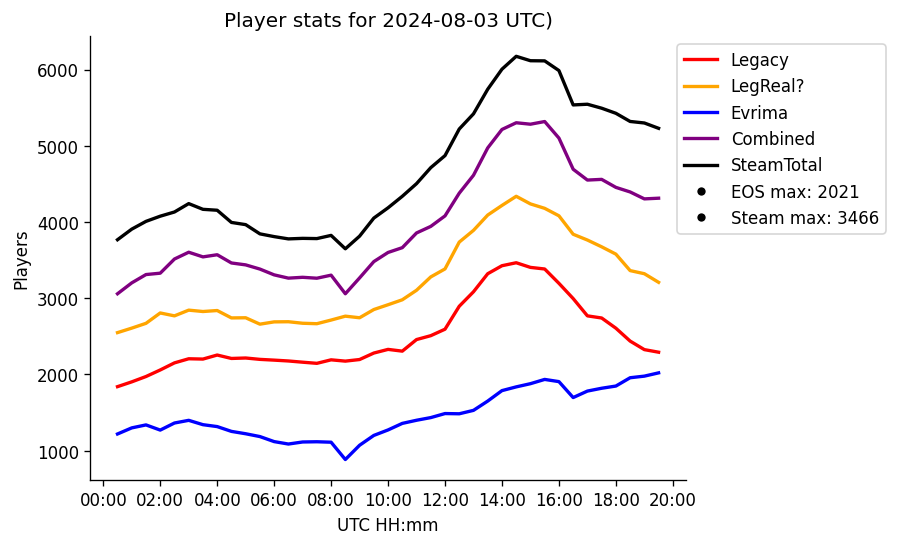 Player stats for 2024-08-03 UTC)
Legacy
LegReal?
Evrima
Combined
SteamTotal
EOS max: 2021
Steam max: 3466
Players
6000
5000
4000
3000
2000
1000
00:00 02:00 04:00 06:00 08:00 10:00 12:00 14:00 16:00 18:00 20:00
UTC HH:mm